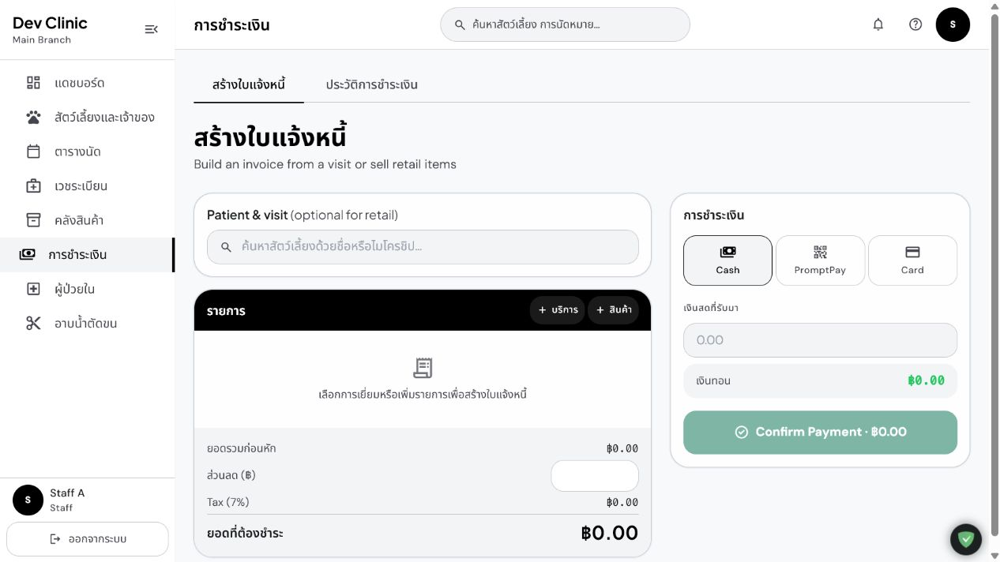 Dev Clinic
Main Branch
การชำระเงิน
ค้นหาสัตว์เลี้ยง การนัดหมาย...
S
แดชบอร์ด
สัตว์เลี้ยงและเจ้าของ
ตารางนัด
เวชระเบียน
คลังสินค้า
การชำระเงิน
ผู้ป่วยใน
อาบน้ำตัดขน
S
Staff A
Staff
ออกจากระบบ
สร้างใบแจ้งหนี้
ประวัติการชำระเงิน
สร้างใบแจ้งหนี้
Build an invoice from a visit or sell retail items
Patient & visit (optional for retail)
ค้นหาสัตว์เลี้ยงด้วยชื่อหรือไมโครชิป...
รายการ
+ บริการ
+ สินค้า
เลือกการเยี่ยมหรือเพิ่มรายการเพื่อสร้างใบแจ้งหนี้
ยอดรวมก่อนหัก ฿0.00
ส่วนลด (฿)
Tax (7%) ฿0.00
ยอดที่ต้องชำระ ฿0.00
การชำระเงิน
Cash
PromptPay
Card
เงินสดที่รับมา
0.00
เงินทอน ฿0.00
Confirm Payment · ฿0.00